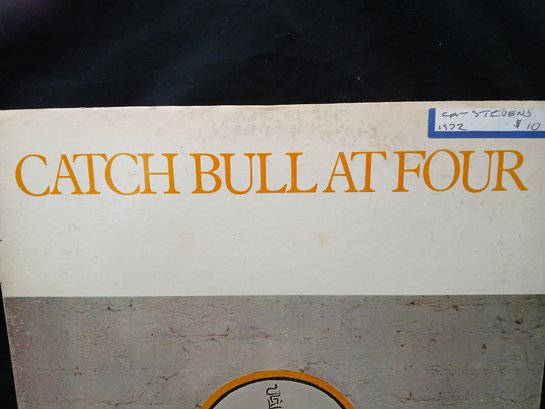 CAT STEVENS
1972 $10
CATCH BULL AT FOUR